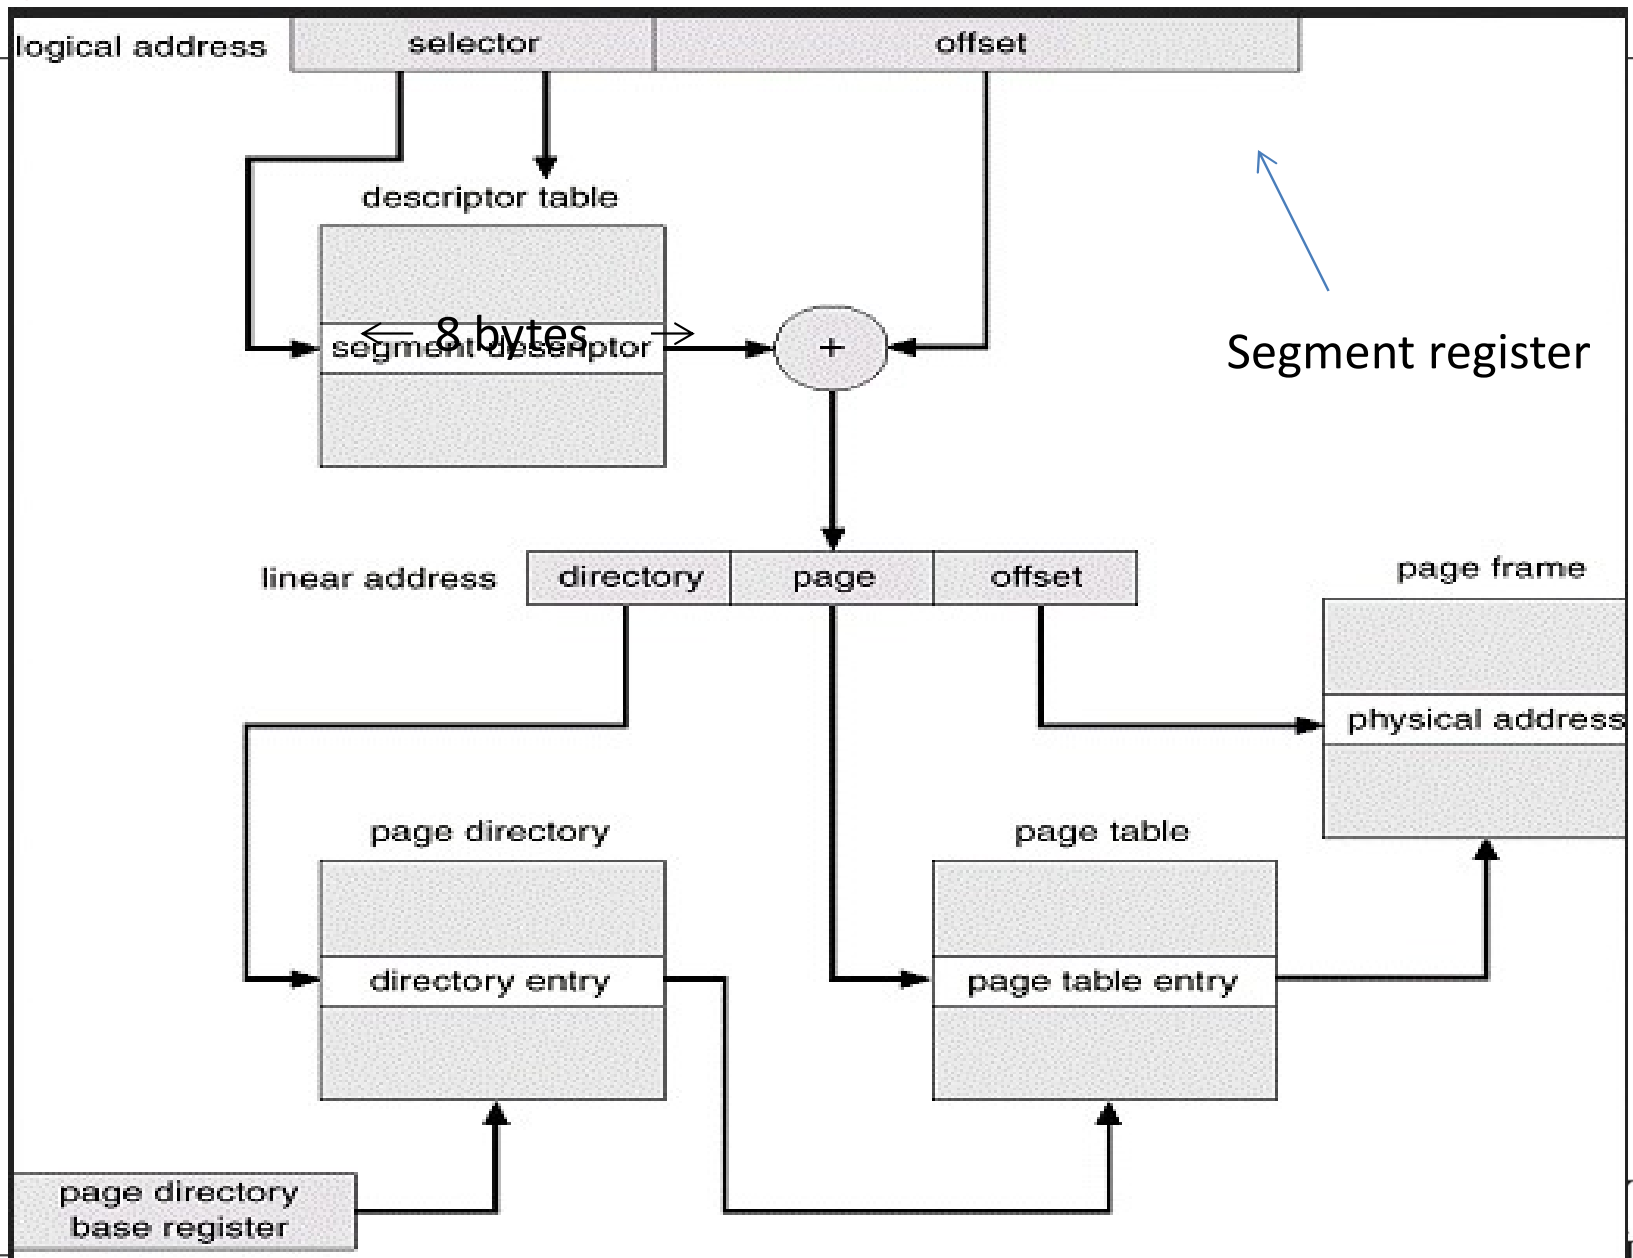 logical address
selector
offset
descriptor table
8 bytes
segment descriptor
+
Segment register
linear address
directory
page
offset
page frame
physical address
page directory
page table
directory entry
page table entry
page directory
base register